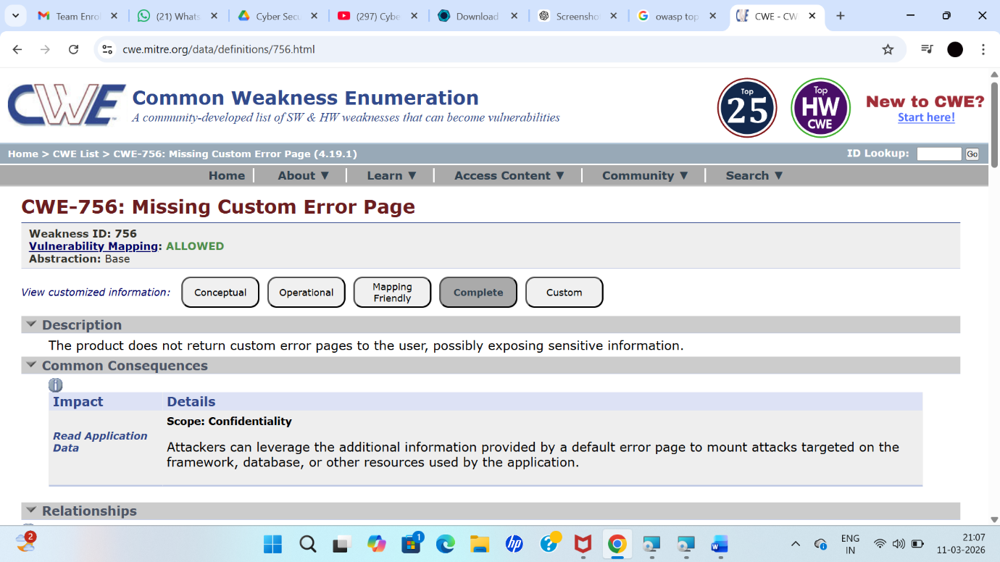 Team Enrol
(21) Whats
Cyber Secu
(297) Cybe
Download
Screensho
owasp top
CWE - CW
cwe.mitre.org/data/definitions/756.html
CWE
Common Weakness Enumeration
A community-developed list of SW & HW weaknesses that can become vulnerabilities
Top
25
Top
HW
CWE
New to CWE?
Start here!
Home > CWE List > CWE-756: Missing Custom Error Page (4.19.1)
ID Lookup:
Go
Home
About ▼
Learn ▼
Access Content ▼
Community ▼
Search ▼
CWE-756: Missing Custom Error Page
Weakness ID: 756
Vulnerability Mapping: ALLOWED
Abstraction: Base
View customized information:
Conceptual
Operational
Mapping
Friendly
Complete
Custom
Description
The product does not return custom error pages to the user, possibly exposing sensitive information.
Common Consequences
Impact
Details
Scope: Confidentiality
Read Application
Data
Attackers can leverage the additional information provided by a default error page to mount attacks targeted on the
framework, database, or other resources used by the application.
Relationships
2
1
hp
?
W
ENG
IN
21:07
11-03-2026